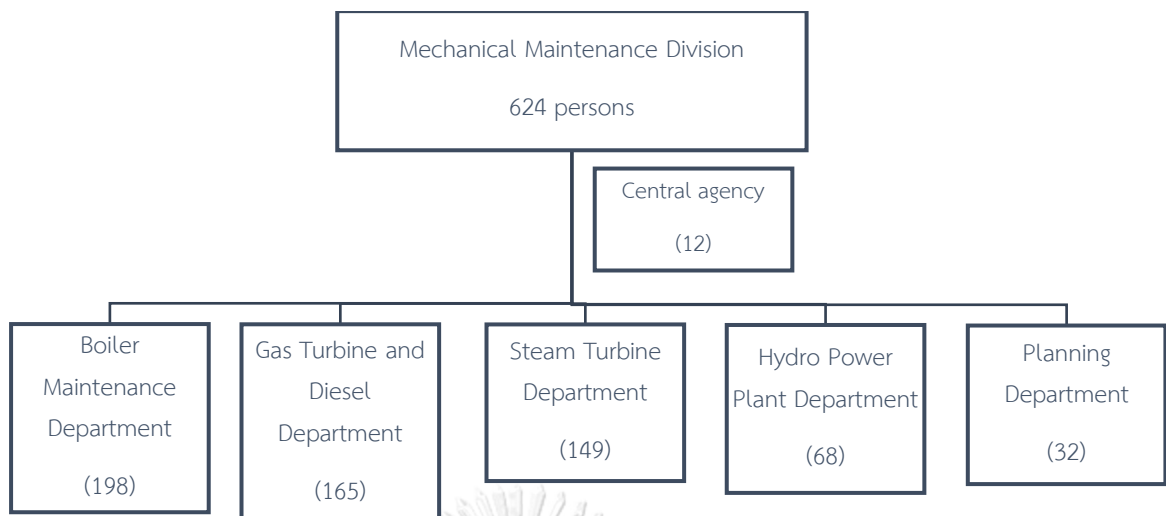 Mechanical Maintenance Division
624 persons
Central agency
(12)
Boiler
Maintenance
Department
(198)
Gas Turbine and
Diesel
Department
(165)
Steam Turbine
Department
(149)
Hydro Power
Plant Department
(68)
Planning
Department
(32)